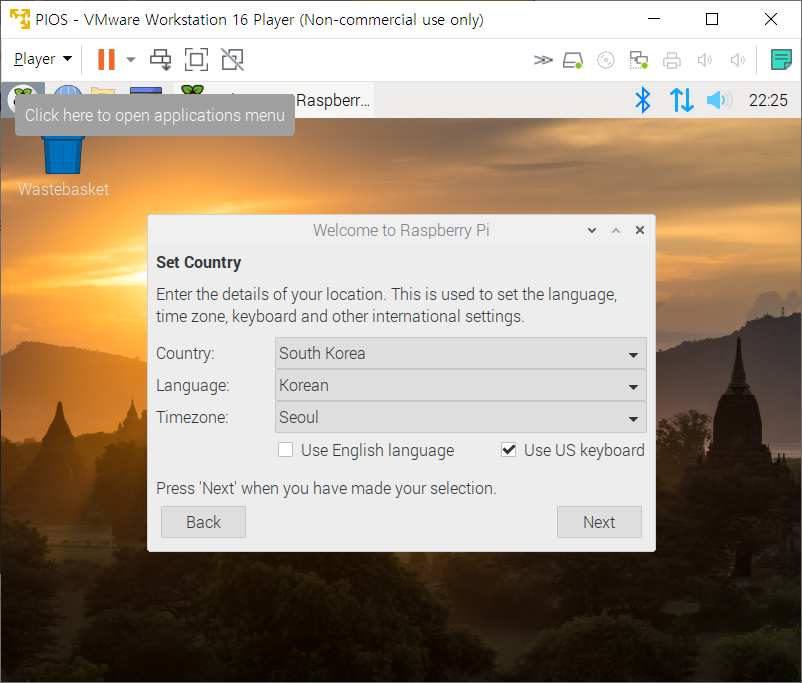 PIOS - VMware Workstation 16 Player (Non-commercial use only)
Player
Raspberr...
22:25
Click here to open applications menu
Wastebasket
Welcome to Raspberry Pi
Set Country
Enter the details of your location. This is used to set the language,
time zone, keyboard and other international settings.
Country: South Korea
Language: Korean
Timezone: Seoul
Use English language Use US keyboard
Press 'Next' when you have made your selection.
Back Next